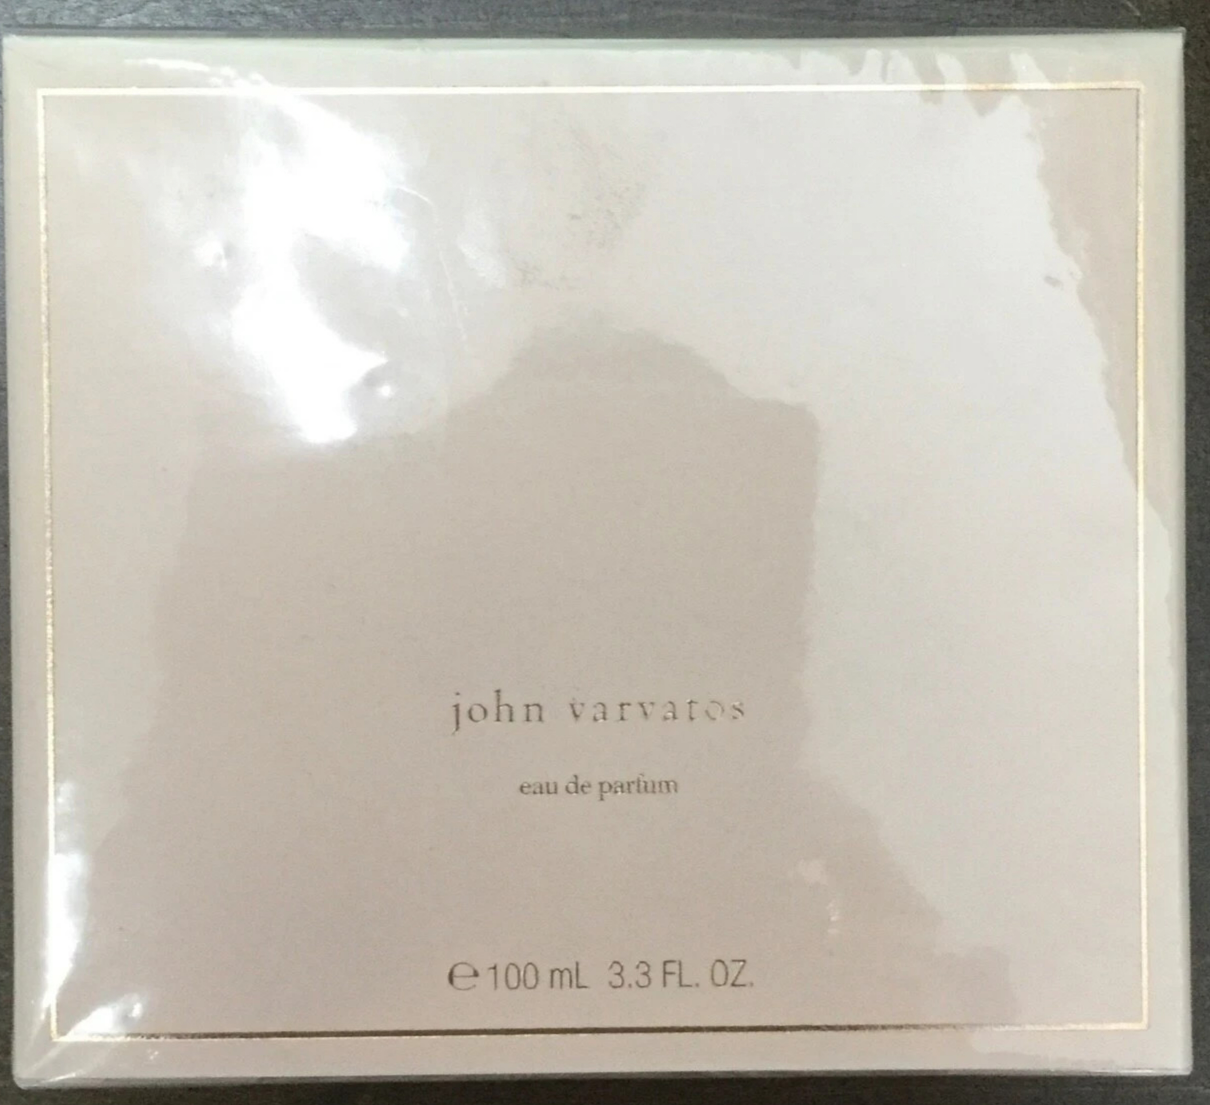 john varvatos
eau de parfum
℮100 mL 3.3 FL. OZ.